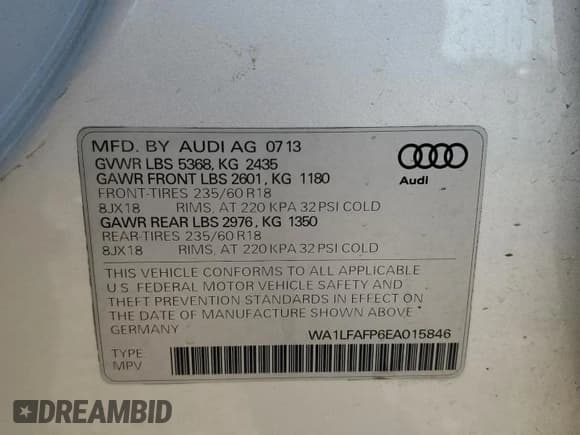 MFD. BY AUDI AG 0713
GVWR LBS 5368, KG 2435
GAWR FRONT LBS 2601, KG 1180
FRONT-TIRES 235/60 R18
8JX18 RIMS, AT 220 KPA 32 PSI COLD
GAWR REAR LBS 2976, KG 1350
REAR-TIRES 235/60 R18
8JX18 RIMS, AT 220 KPA 32 PSI COLD
Audi
THIS VEHICLE CONFORMS TO ALL APPLICABLE
U.S. FEDERAL MOTOR VEHICLE SAFETY AND
THEFT PREVENTION STANDARDS IN EFFECT ON
THE DATE OF MANUFACTURE SHOWN ABOVE
GERMANY
WA1LFAFP6EA015846
TYPE
MPV
DREAMBID